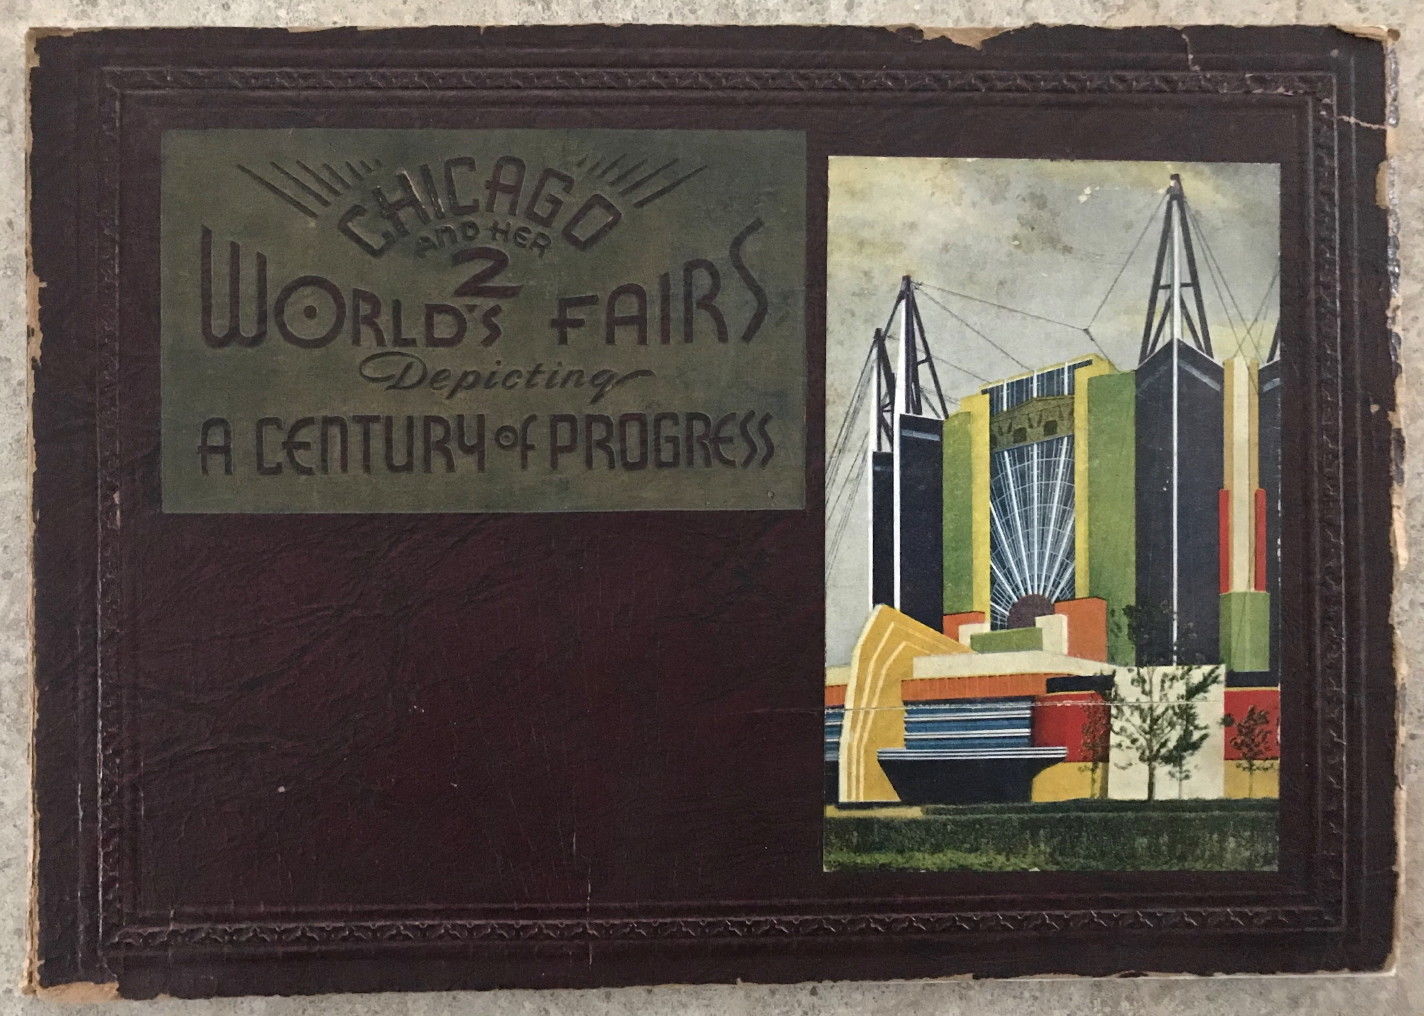 CHICAGO
AND HER
2
WORLD'S FAIRS
Depicting
A CENTURY OF PROGRESS